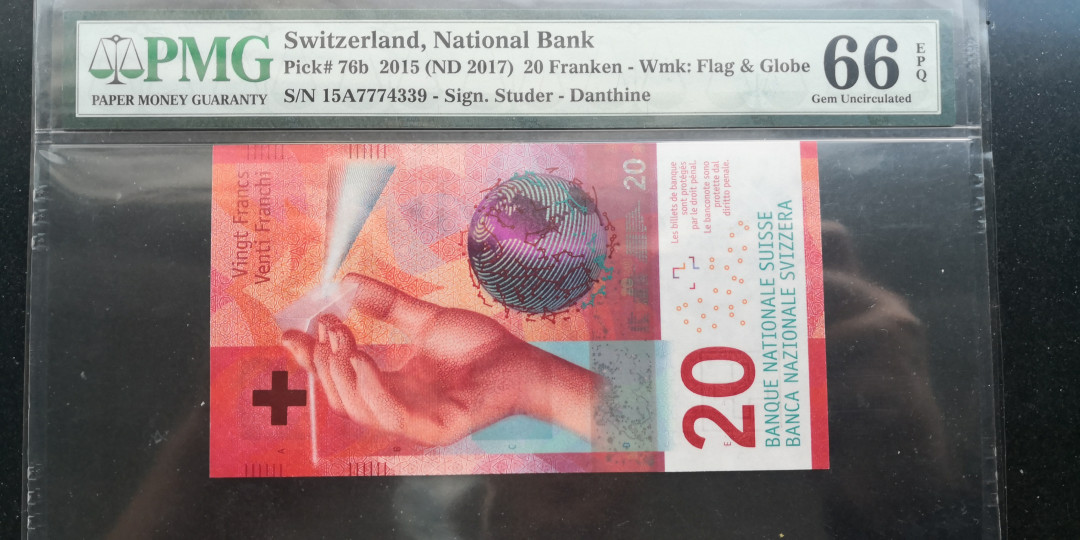 PMG
PAPER MONEY GUARANTY
Switzerland, National Bank
Pick# 76b 2015 (ND 2017) 20 Franken - Wmk: Flag & Globe
S/N 15A7774339 - Sign. Studer - Danthine
66
EPQ
Gem Uncirculated
Vingt Francs
Venti Franchi
20
Les billets de banque
sont protégés
par le droit pénal.
Le banconote sono
protette dal
diritto penale.
20
BANQUE NATIONALE SUISSE
BANCA NAZIONALE SVIZZERA
A
B
C
D
E